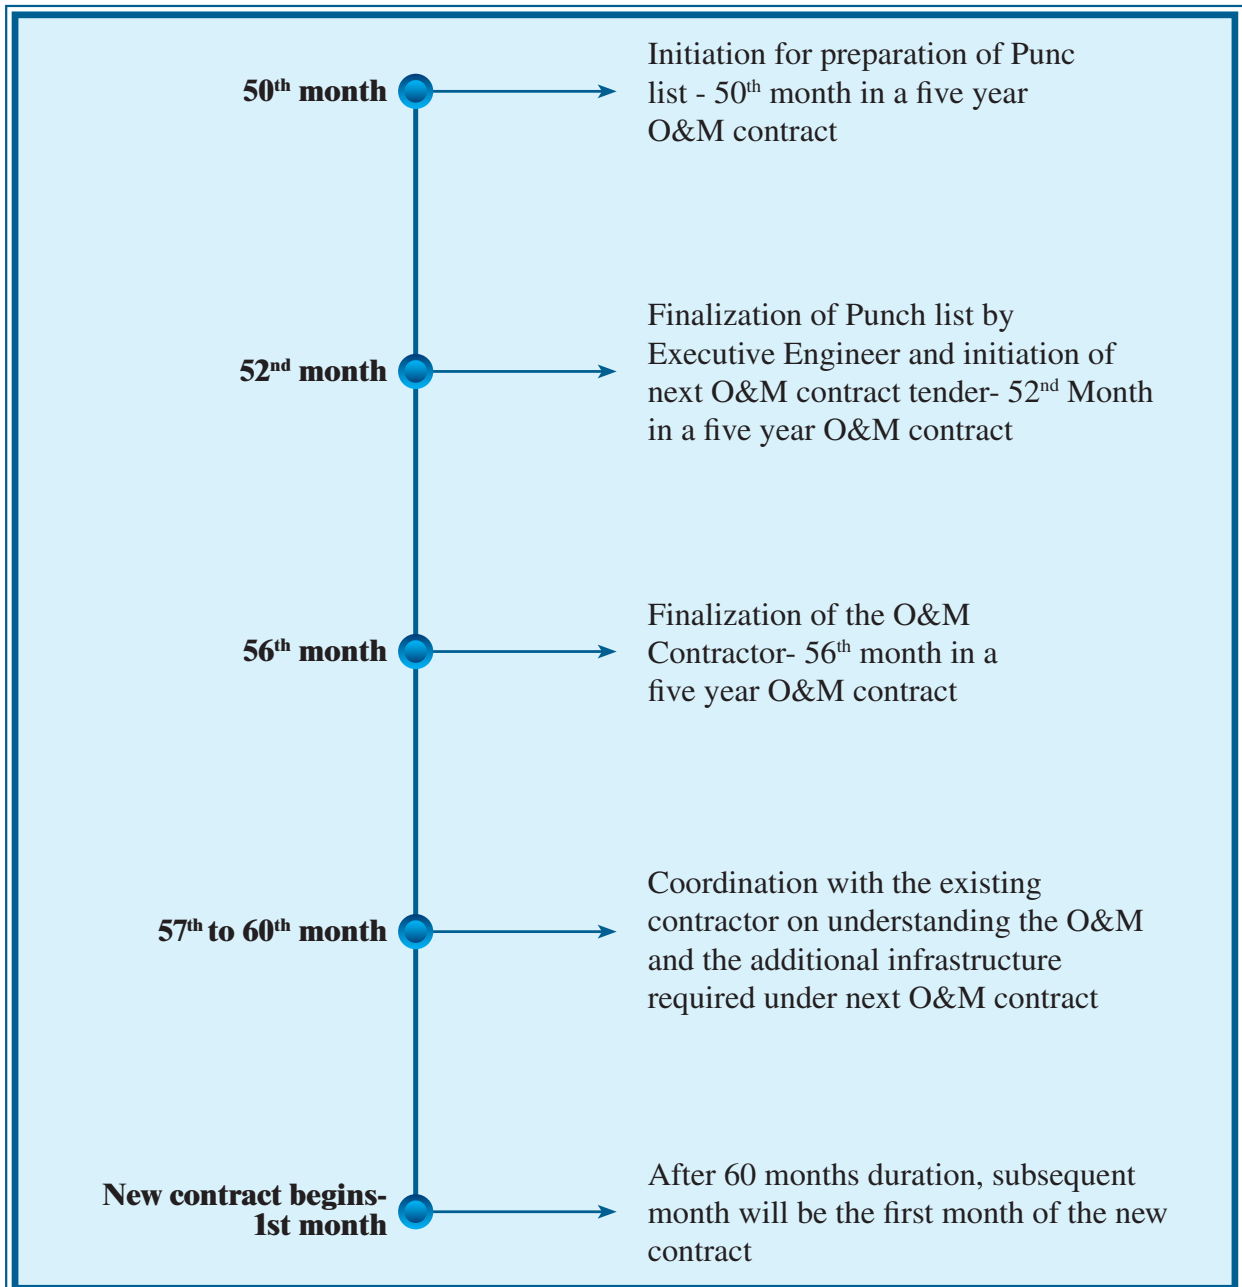 50th month
Initiation for preparation of Punc
list - 50th month in a five year
O&M contract
52nd month
Finalization of Punch list by
Executive Engineer and initiation of
next O&M contract tender- 52nd Month
in a five year O&M contract
56th month
Finalization of the O&M
Contractor- 56th month in a
five year O&M contract
57th to 60th month
Coordination with the existing
contractor on understanding the O&M
and the additional infrastructure
required under next O&M contract
New contract begins-
1st month
After 60 months duration, subsequent
month will be the first month of the new
contract